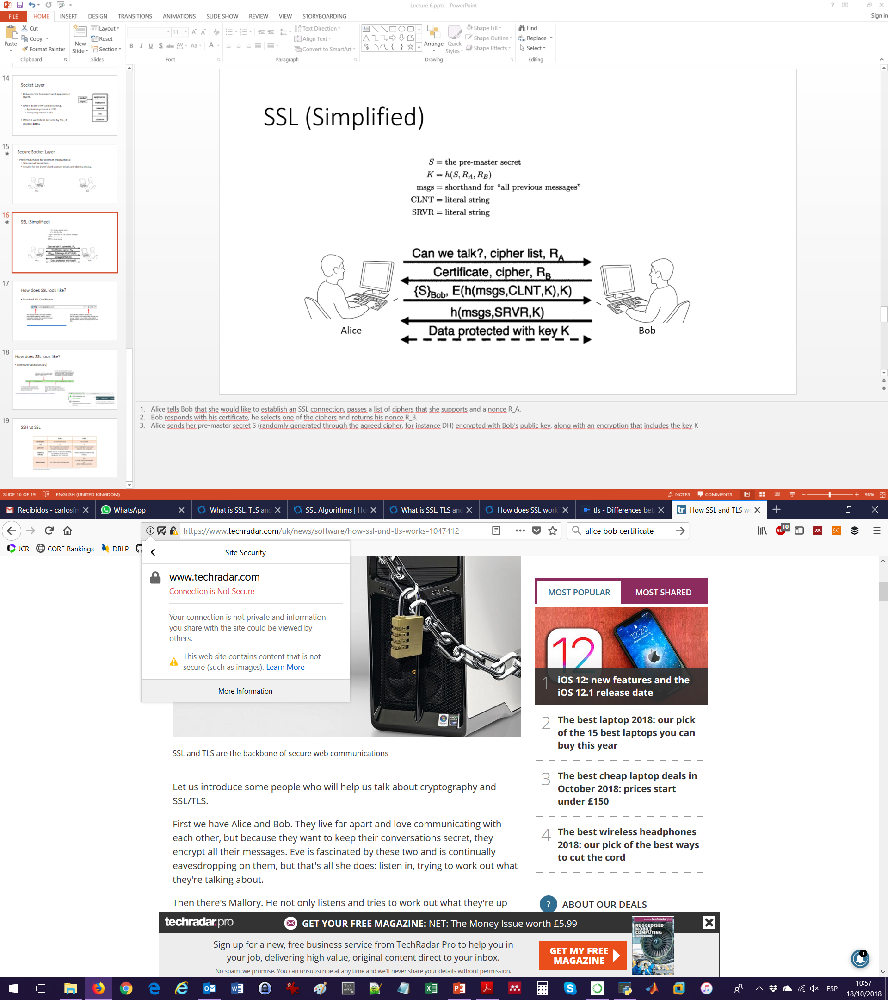 Lecture 6.pptx - PowerPoint
Sign in
FILE HOME INSERT DESIGN TRANSITIONS ANIMATIONS SLIDE SHOW REVIEW VIEW STORYBOARDING
Paste
Cut
Copy
Format Painter
Clipboard
New
Slide
Layout
Reset
Section
Slides
11
Font
Text Direction
Align Text
Convert to SmartArt
Paragraph
Arrange
Quick
Styles
Shape Fill
Shape Outline
Shape Effects
Drawing
Find
Replace
Select
Editing
14
Socket Layer
• Between the transport and application
layers.
• Often deals with web browsing.
• Application protocol is HTTP.
• Transport protocol is TCP.
• When a website is secured by SSL, it
displays https.
Socket
"layer"
application
transport
network
link
physical
15
Secure Socket Layer
• Preferred choice for internet transactions:
• Non-mutual transactions.
• Security for the buyer's bank account details and identity privacy.
16
SSL (Simplified)
17
How does SSL look like?
• Standard SSL Certificates
18
How does SSL look like?
• Extended Validation (EV)
19
SSH vs SSL
SSL SSH
SSL (Simplified)
S = the pre-master secret
K = h(S, R_A, R_B)
msgs = shorthand for “all previous messages”
CLNT = literal string
SRVR = literal string
Can we talk?, cipher list, R_A
Certificate, cipher, R_B
{S}_Bob, E(h(msgs,CLNT,K),K)
h(msgs,SRVR,K)
Data protected with key K
Alice
Bob
1. Alice tells Bob that she would like to establish an SSL connection, passes a list of ciphers that she supports and a nonce R_A.
2. Bob responds with his certificate, he selects one of the ciphers and returns his nonce R_B.
3. Alice sends her pre-master secret S (randomly generated through the agreed cipher, for instance DH) encrypted with Bob's public key, along with an encryption that includes the key K
SLIDE 16 OF 19 ENGLISH (UNITED KINGDOM) NOTES COMMENTS 98%
Recibidos - carlosfr
WhatsApp
What is SSL, TLS and
SSL Algorithms | Ho
What is SSL, TLS and
How does SSL work
tls - Differences bet
How SSL and TLS wo
https://www.techradar.com/uk/news/software/how-ssl-and-tls-works-1047412
alice bob certificate
10
SC
JCR CORE Rankings DBLP
Site Security
www.techradar.com
Connection is Not Secure
Your connection is not private and information
you share with the site could be viewed by
others.
This web site contains content that is not
secure (such as images). Learn More
More Information
SSL and TLS are the backbone of secure web communications
Let us introduce some people who will help us talk about cryptography and
SSL/TLS.
First we have Alice and Bob. They live far apart and love communicating with
each other, but because they want to keep their conversations secret, they
encrypt all their messages. Eve is fascinated by these two and is continually
eavesdropping on them, but that's all she does: listen in, trying to work out what
they're talking about.
Then there's Mallory. He not only listens and tries to work out what they're up
MOST POPULAR MOST SHARED
12
12:20
1 iOS 12: new features and the
iOS 12.1 release date
2 The best laptop 2018: our pick
of the 15 best laptops you can
buy this year
3 The best cheap laptop deals in
October 2018: prices start
under £150
4 The best wireless headphones
2018: our pick of the best ways
to cut the cord
? ABOUT OUR DEALS
techradar.pro
GET YOUR FREE MAGAZINE: NET: The Money Issue worth £5.99
Sign up for a new, free business service from TechRadar Pro to help you in
your job, delivering high value, original content direct to your inbox.
No spam, we promise. You can unsubscribe at any time and we'll never share your details without permission.
GET MY FREE
MAGAZINE
techradar.pro
RUGGEDISED
MOBILE
COMPUTING
1
ESP
10:57
18/10/2018